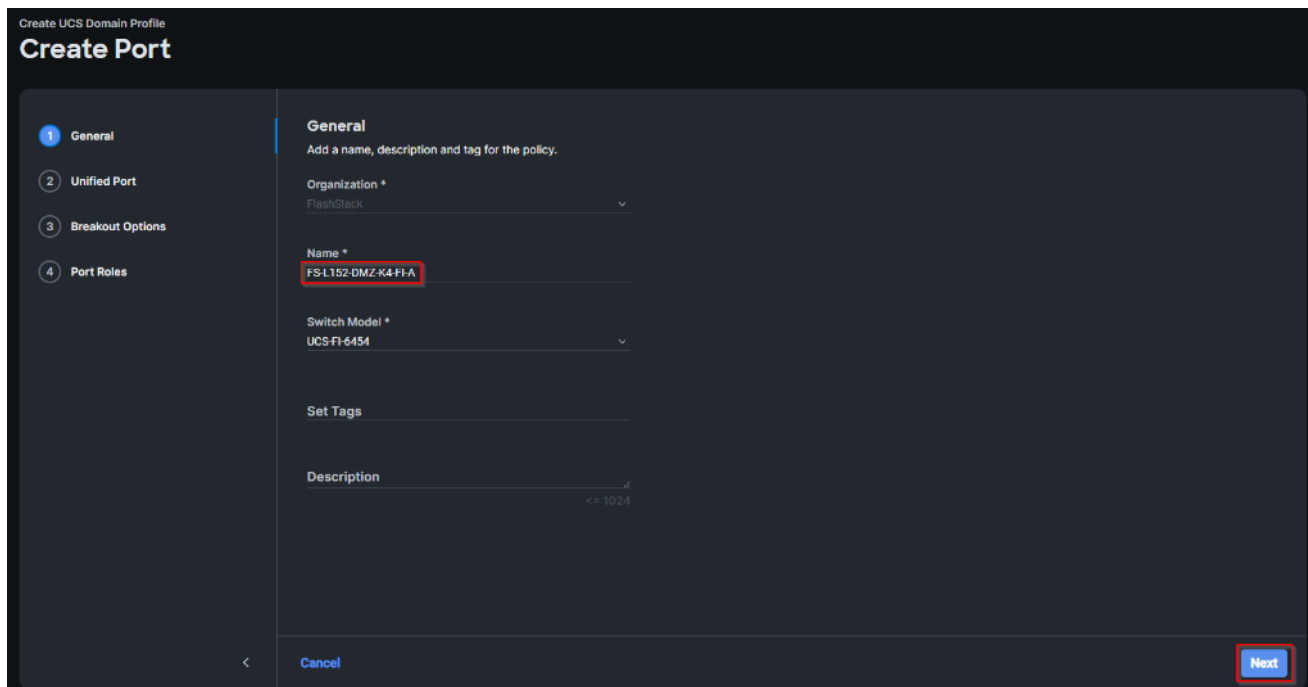 Create UCS Domain Profile
Create Port
1 General
2 Unified Port
3 Breakout Options
4 Port Roles
General
Add a name, description and tag for the policy.
Organization *
FlashStack
Name *
FS-L152-DMZ-K4-FI-A
Switch Model *
UCS-FI-6454
Set Tags
Description
<= 1024
Cancel
Next